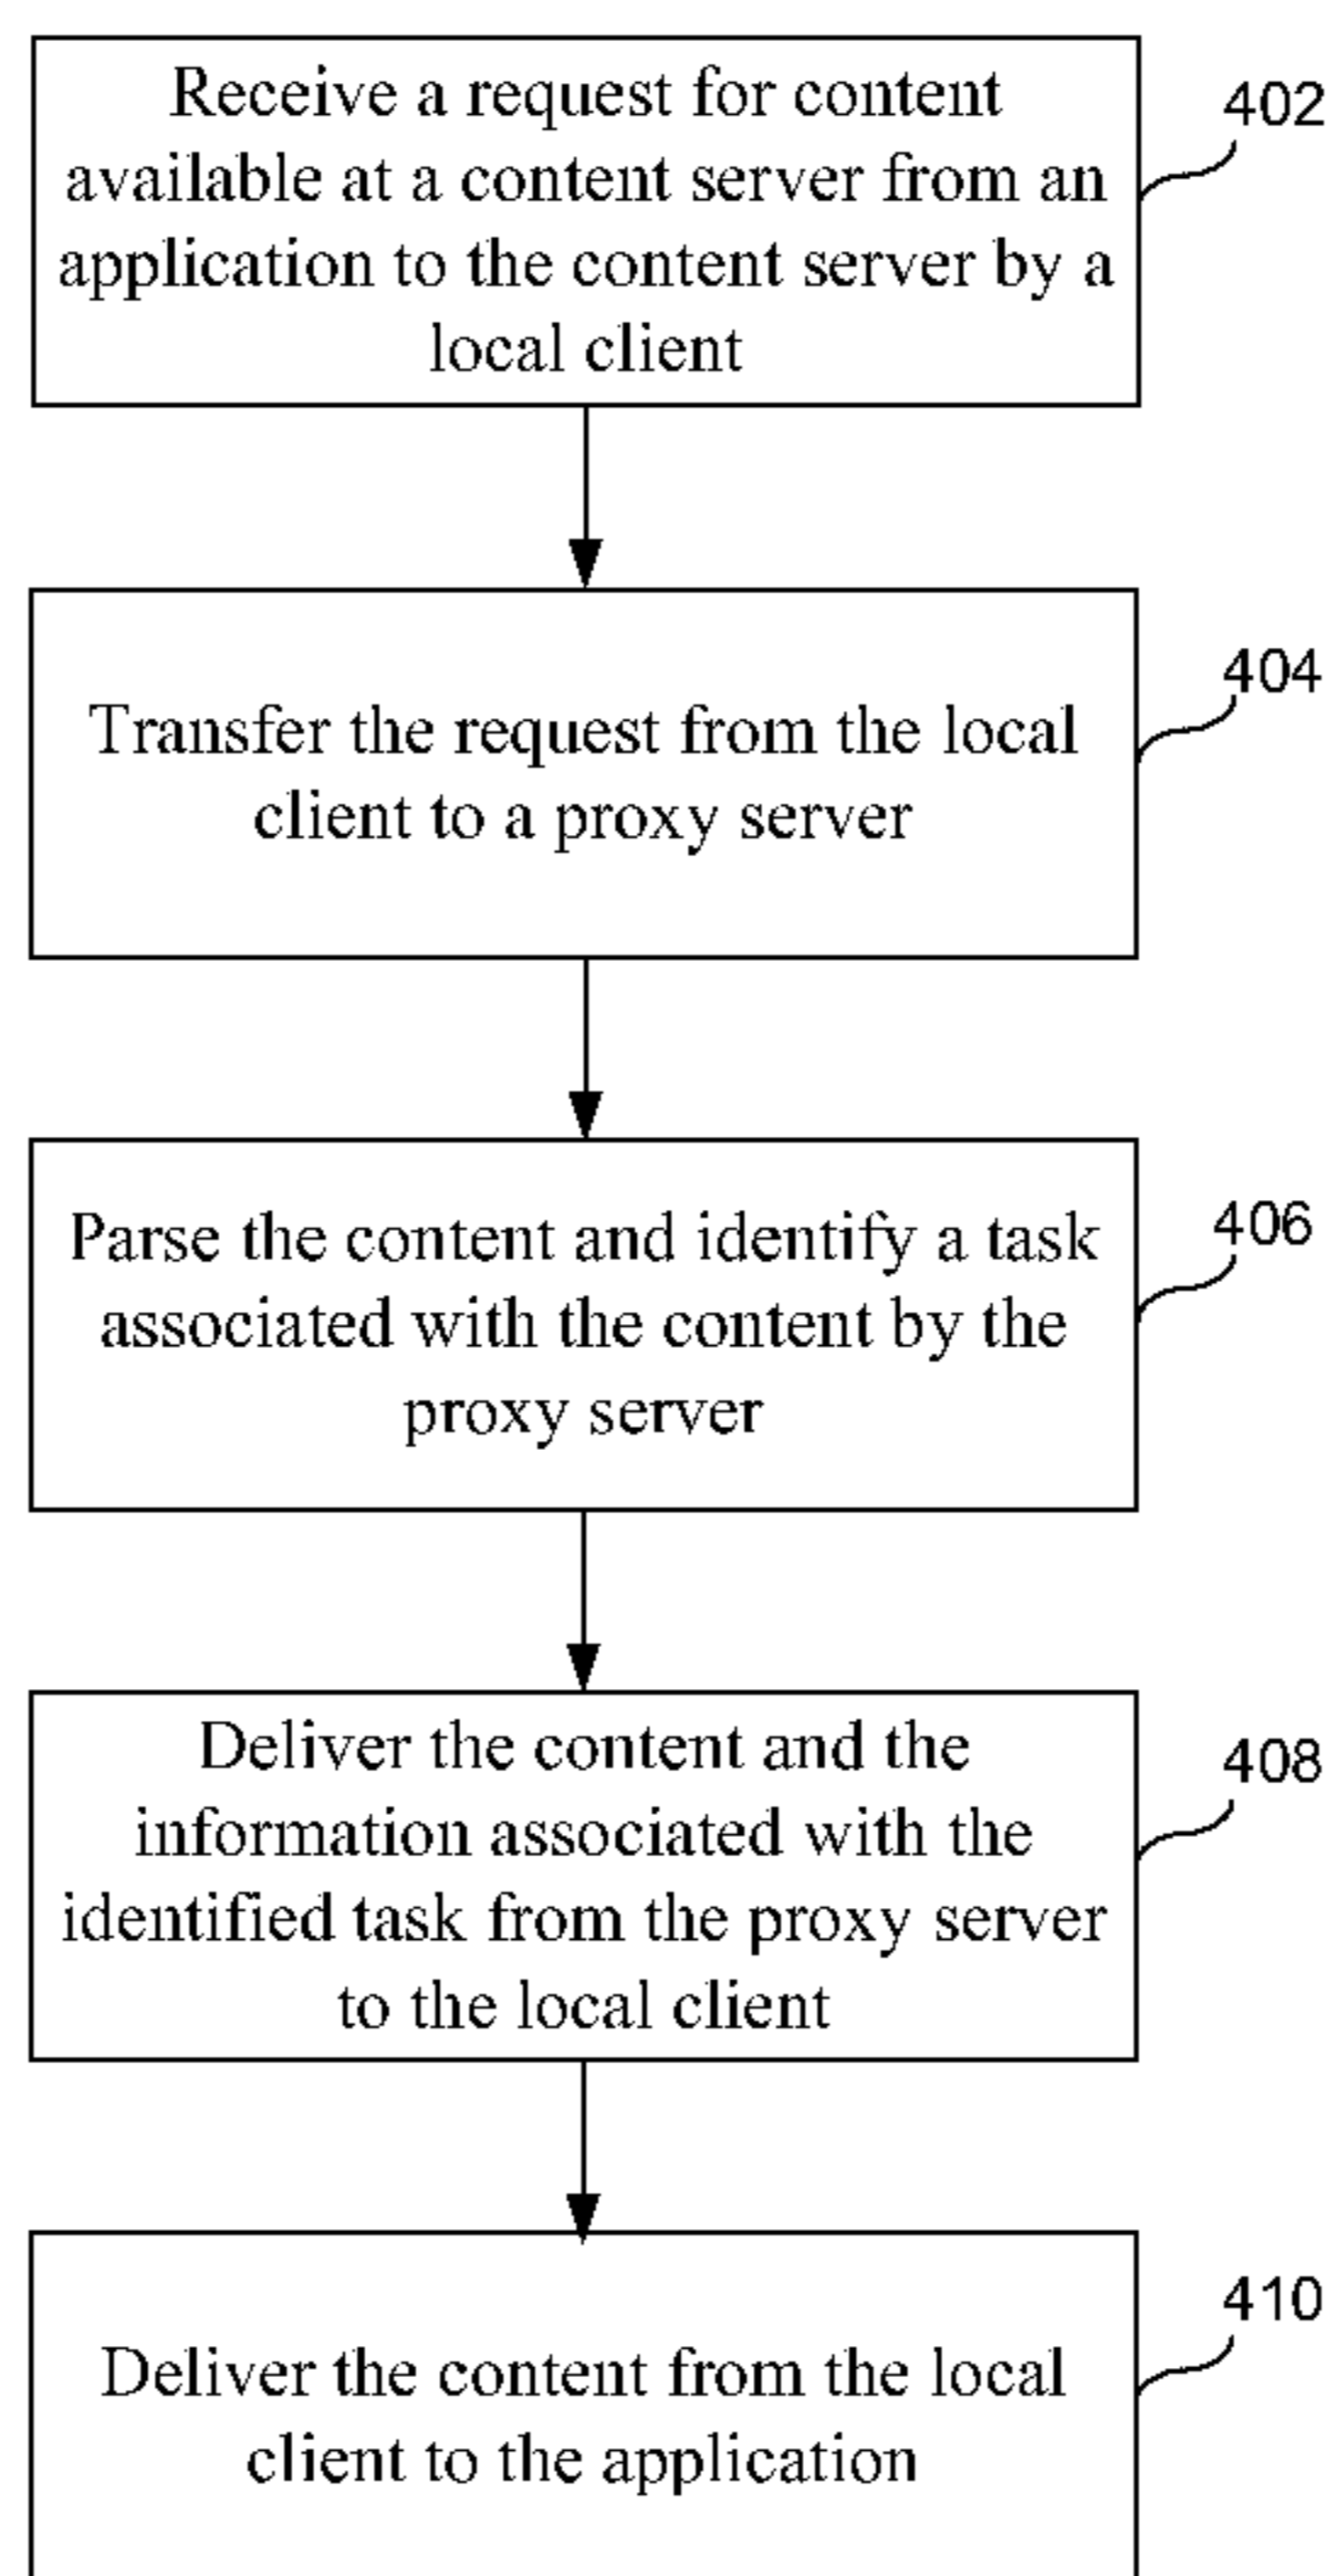 Receive a request for content
available at a content server from an
application to the content server by a
local client
402
Transfer the request from the local
client to a proxy server
404
Parse the content and identify a task
associated with the content by the
proxy server
406
Deliver the content and the
information associated with the
identified task from the proxy server
to the local client
408
Deliver the content from the local
client to the application
410